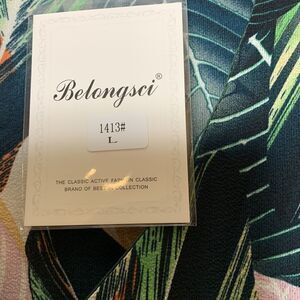 Belongsci®
1413#
L
THE CLASSIC ACTIVE FASHION CLASSIC
BRAND OF BEST COLLECTION